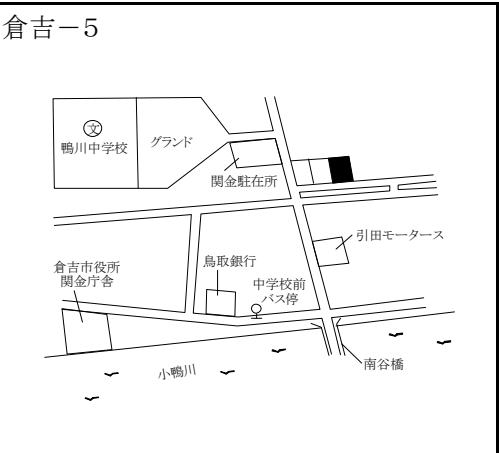 倉吉－5
文
鴨川中学校
グランド
関金駐在所
引田モータース
鳥取銀行
倉吉市役所
関金庁舎
中学校前
バス停
南谷橋
小鴨川